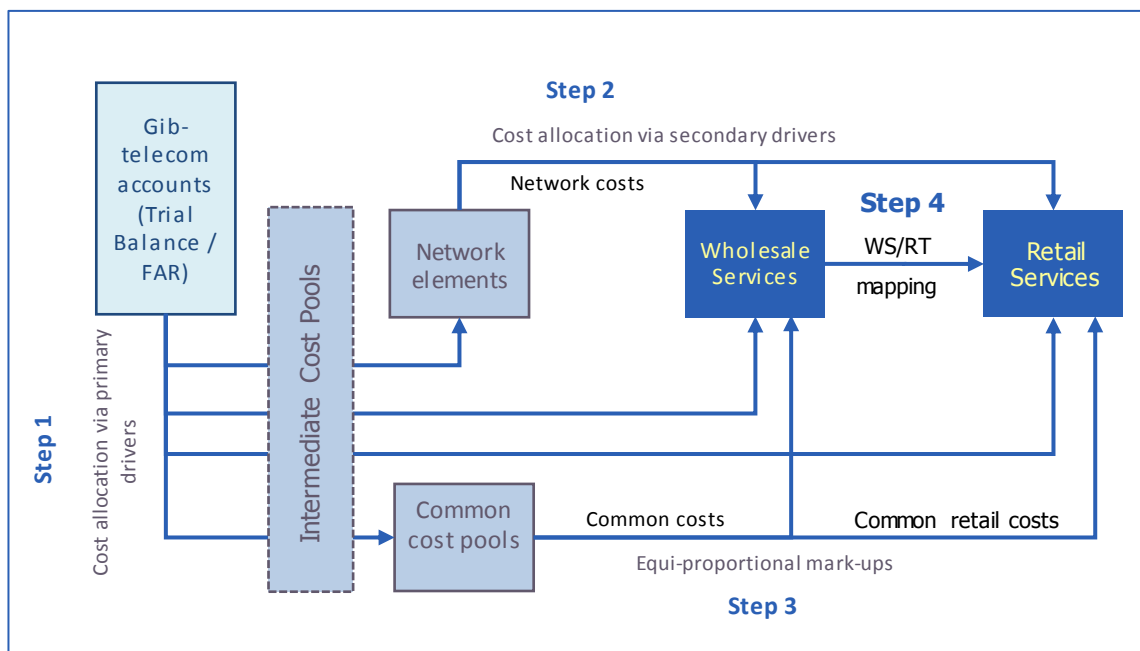 Step 2
Gib-
telecom
accounts
(Trial
Balance /
FAR)
Cost allocation via secondary drivers
Network costs
Step 4
Network
elements
Wholesale
Services
WS/RT
mapping
Retail
Services
Intermediate Cost Pools
Step 1
Cost allocation via primary
drivers
Common
cost pools
Common costs
Common retail costs
Equi-proportional mark-ups
Step 3